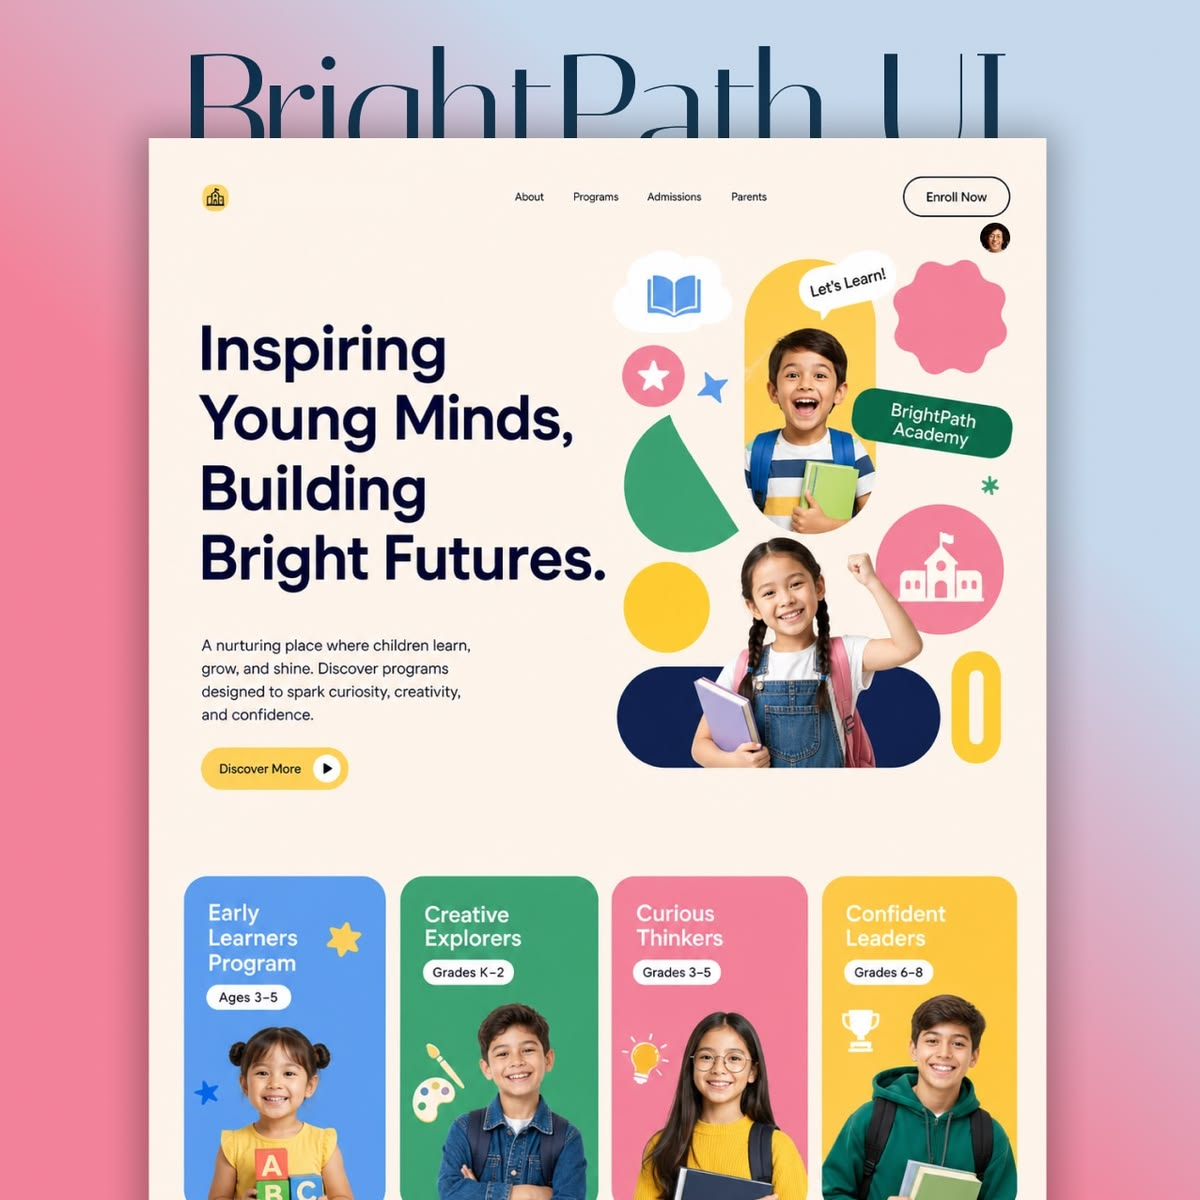 BrightPath UI
About
Programs
Admissions
Parents
Enroll Now
Let's Learn!
Inspiring
Young Minds,
Building
Bright Futures.
BrightPath
Academy
A nurturing place where children learn,
grow, and shine. Discover programs
designed to spark curiosity, creativity,
and confidence.
Discover More
Early
Learners
Program
Ages 3–5
Creative
Explorers
Grades K–2
Curious
Thinkers
Grades 3–5
Confident
Leaders
Grades 6–8
A
B
C